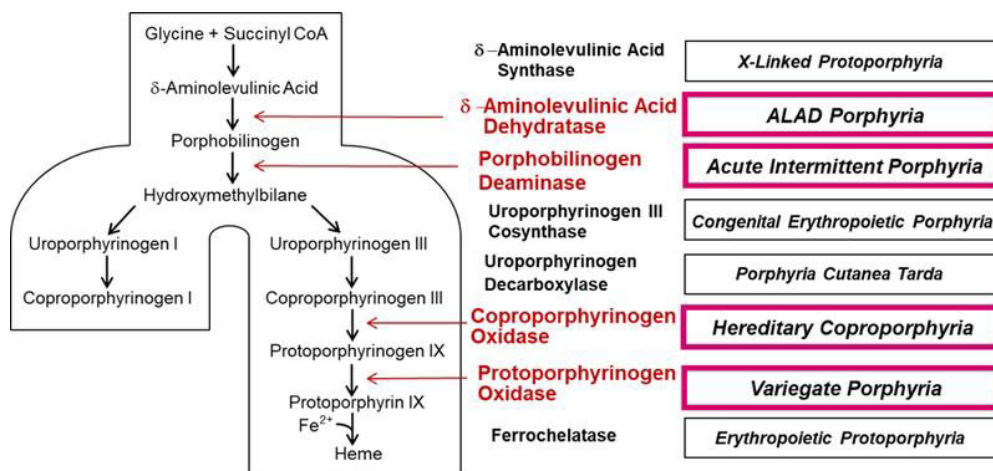 Glycine + Succinyl CoA
δ-Aminolevulinic Acid
Porphobilinogen
Hydroxymethylbilane
Uroporphyrinogen I
Uroporphyrinogen III
Coproporphyrinogen I
Coproporphyrinogen III
Protoporphyrinogen IX
Protoporphyrin IX
Fe²⁺
Heme
δ–Aminolevulinic Acid
Synthase
δ–Aminolevulinic Acid
Dehydratase
Porphobilinogen
Deaminase
Uroporphyrinogen III
Cosynthase
Uroporphyrinogen
Decarboxylase
Coproporphyrinogen
Oxidase
Protoporphyrinogen
Oxidase
Ferrochelatase
X-Linked Protoporphyria
ALAD Porphyria
Acute Intermittent Porphyria
Congenital Erythropoietic Porphyria
Porphyria Cutanea Tarda
Hereditary Coproporphyria
Variegate Porphyria
Erythropoietic Protoporphyria